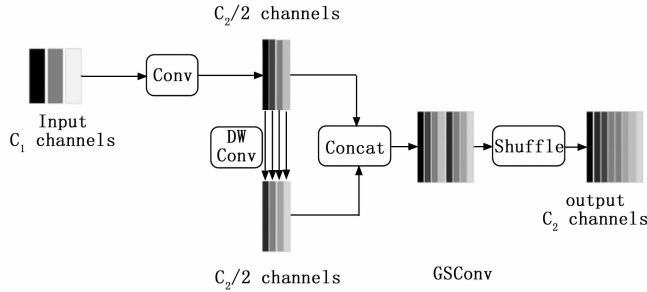 C₂/2 channels
Conv
Input
C₁ channels
DW
Conv
Concat
Shuffle
output
C₂ channels
C₂/2 channels
GSConv